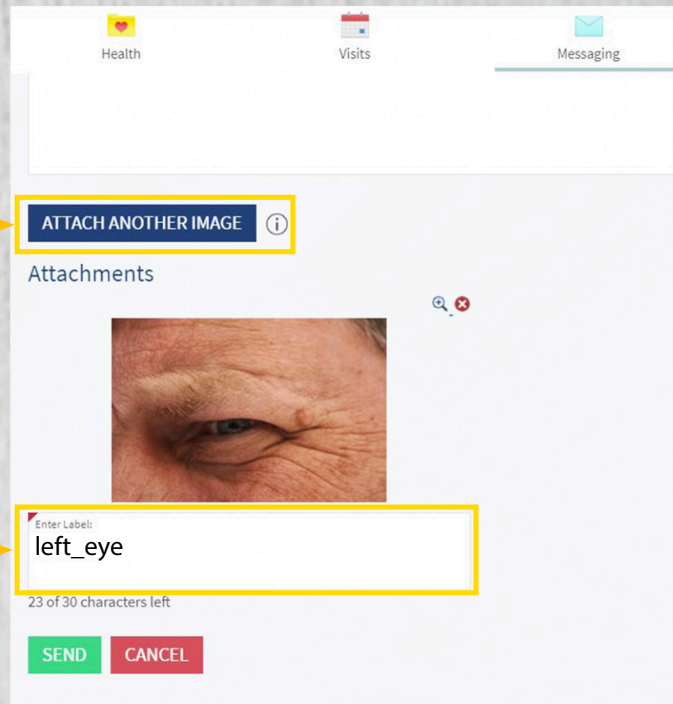 Health Visits Messaging
ATTACH ANOTHER IMAGE i
Attachments
Enter Label:
left_eye
23 of 30 characters left
SEND CANCEL